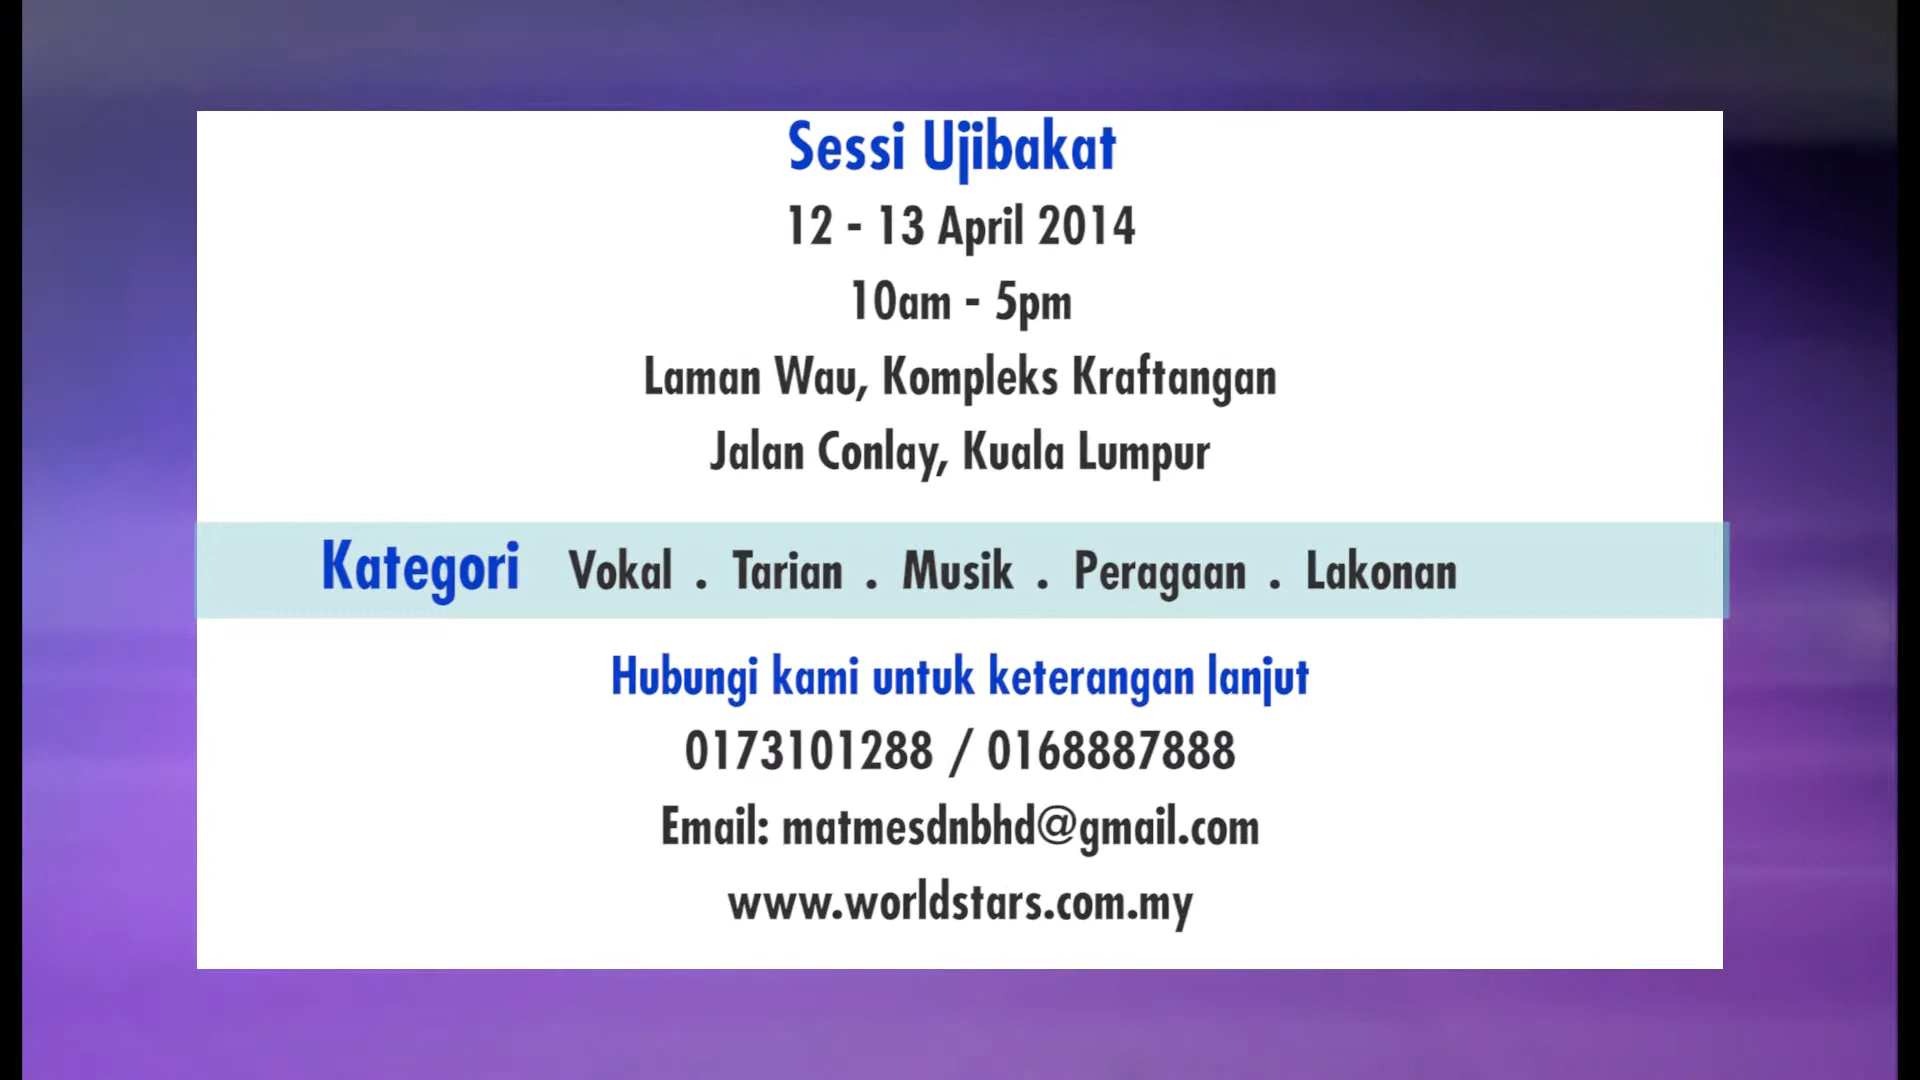 Sessi Ujibakat
12 - 13 April 2014
10am - 5pm
Laman Wau, Kompleks Kraftangan
Jalan Conlay, Kuala Lumpur
Kategori Vokal . Tarian . Musik . Peragaan . Lakonan
Hubungi kami untuk keterangan lanjut
0173101288 / 0168887888
Email: matmesdnbhd@gmail.com
www.worldstars.com.my